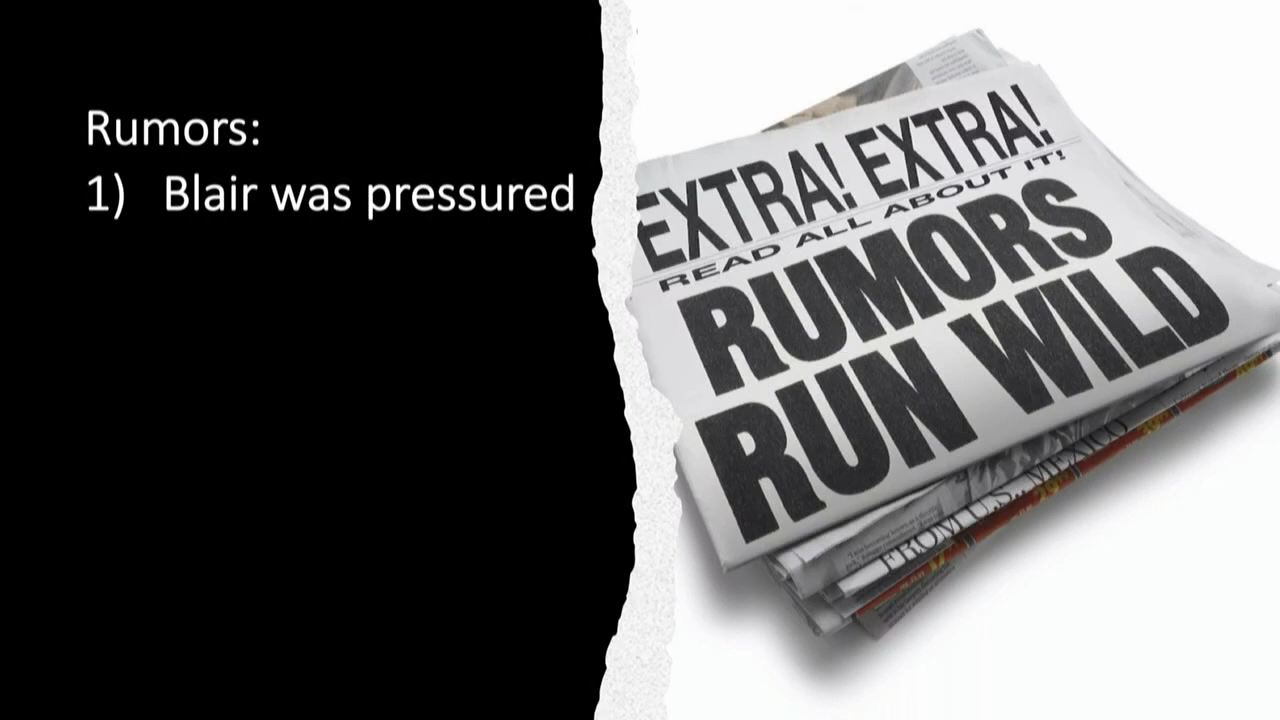 Rumors:
1) Blair was pressured
EXTRA! EXTRA!
READ ALL ABOUT IT!
RUMORS
RUN WILD
FROM U.S., MEXICO